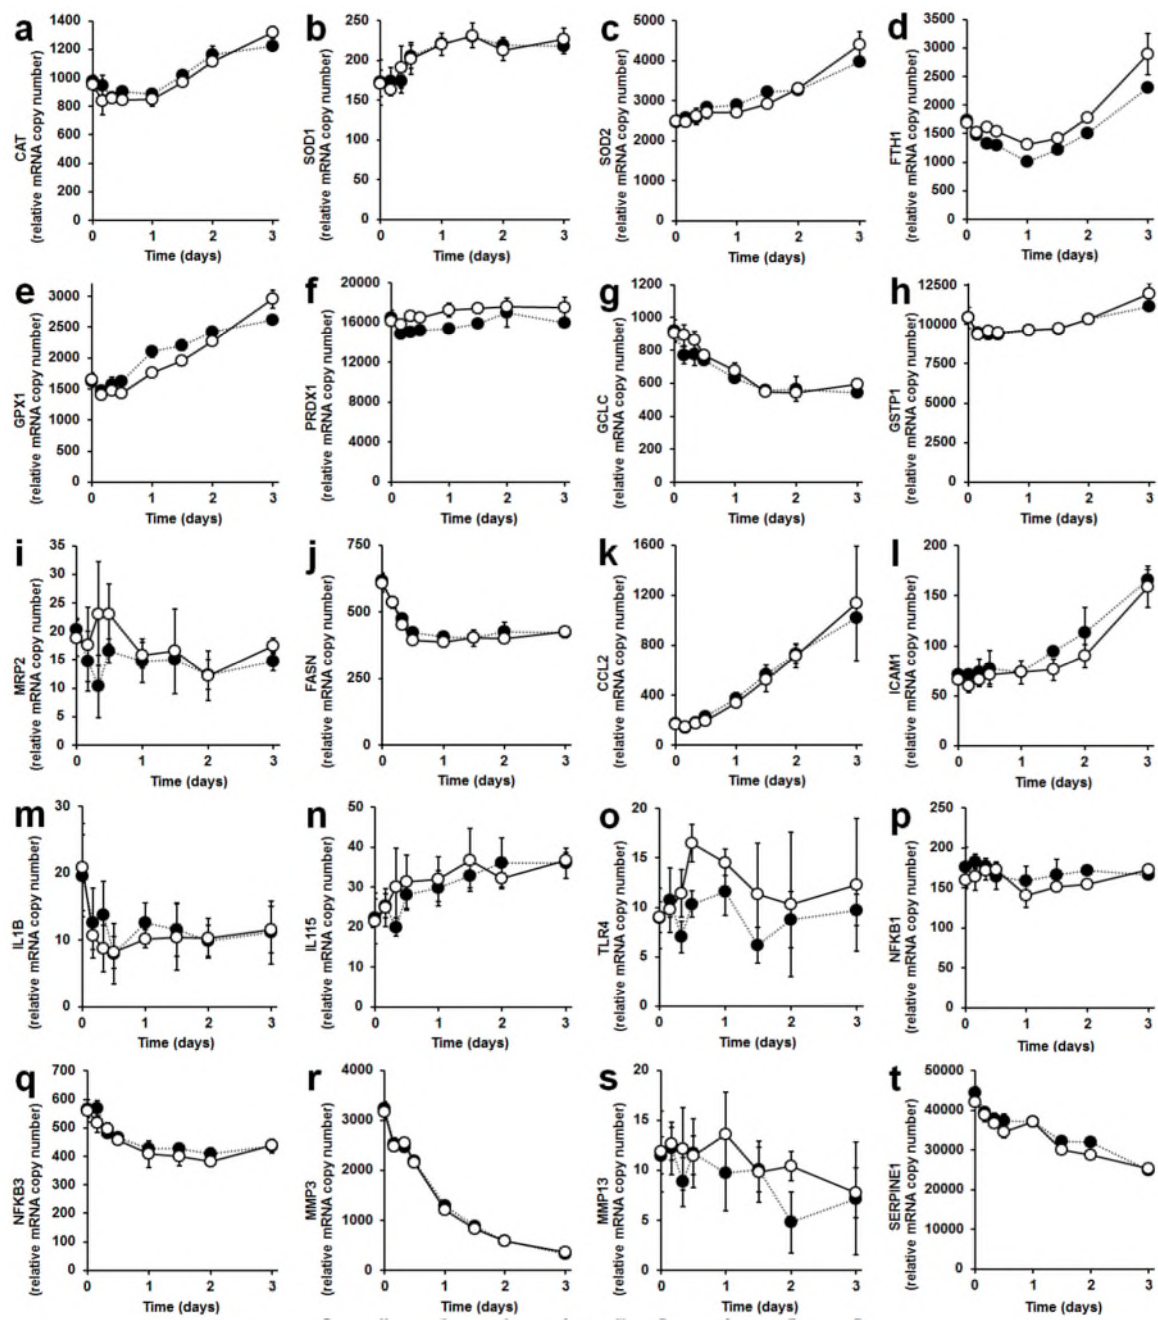 a
CAT
(relative mRNA copy number)
1400
1200
1000
800
600
400
200
0
0 1 2 3
Time (days)
b
SOD1
(relative mRNA copy number)
250
200
150
100
50
0
0 1 2 3
Time (days)
c
SOD2
(relative mRNA copy number)
5000
4000
3000
2000
1000
0
0 1 2 3
Time (days)
d
FTH1
(relative mRNA copy number)
3500
3000
2500
2000
1500
1000
500
0
0 1 2 3
Time (days)
e
GPX1
(relative mRNA copy number)
3000
2500
2000
1500
1000
500
0
0 1 2 3
Time (days)
f
PRDX1
(relative mRNA copy number)
20000
16000
12000
8000
4000
0
0 1 2 3
Time (days)
g
GCLC
(relative mRNA copy number)
1200
1000
800
600
400
200
0
0 1 2 3
Time (days)
h
GSTP1
(relative mRNA copy number)
12500
10000
7500
5000
2500
0
0 1 2 3
Time (days)
i
MRP2
(relative mRNA copy number)
35
30
25
20
15
10
5
0
0 1 2 3
Time (days)
j
FASN
(relative mRNA copy number)
750
500
250
0
0 1 2 3
Time (days)
k
CCL2
(relative mRNA copy number)
1600
1200
800
400
0
0 1 2 3
Time (days)
l
ICAM1
(relative mRNA copy number)
200
150
100
50
0
0 1 2 3
Time (days)
m
IL1B
(relative mRNA copy number)
30
20
10
0
0 1 2 3
Time (days)
n
IL115
(relative mRNA copy number)
50
40
30
20
10
0
0 1 2 3
Time (days)
o
TLR4
(relative mRNA copy number)
20
15
10
5
0
0 1 2 3
Time (days)
p
NFKB1
(relative mRNA copy number)
250
200
150
100
50
0
0 1 2 3
Time (days)
q
NFKB3
(relative mRNA copy number)
700
600
500
400
300
200
100
0
0 1 2 3
Time (days)
r
MMP3
(relative mRNA copy number)
4000
3000
2000
1000
0
0 1 2 3
Time (days)
s
MMP13
(relative mRNA copy number)
20
15
10
5
0
0 1 2 3
Time (days)
t
SERPINE1
(relative mRNA copy number)
50000
40000
30000
20000
10000
0
0 1 2 3
Time (days)